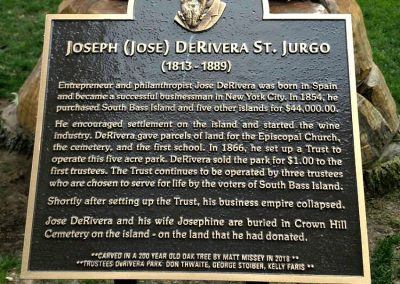 JOSEPH (JOSE) DERIVERA ST. JURGO
(1813 - 1889)
Entrepreneur and philanthropist Jose DeRivera was born in Spain
and became a successful businessman in New York City. In 1854, he
purchased South Bass Island and five other islands for $44,000.00.
He encouraged settlement on the island and started the wine
industry. DeRivera gave parcels of land for the Episcopal Church,
the cemetery, and the first school. In 1866, he set up a Trust to
operate this five acre park. DeRivera sold the park for $1.00 to the
first trustees. The Trust continues to be operated by three trustees
who are chosen to serve for life by the voters of South Bass Island.
Shortly after setting up the Trust, his business empire collapsed.
Jose DeRivera and his wife Josephine are buried in Crown Hill
Cemetery on the island - on the land that he had donated.
**CARVED IN A 200 YEAR OLD OAK TREE BY MATT MISSEY IN 2018 **
**TRUSTEES DERIVERA PARK: DON THWAITE, GEORGE STOIBER, KELLY FARIS **